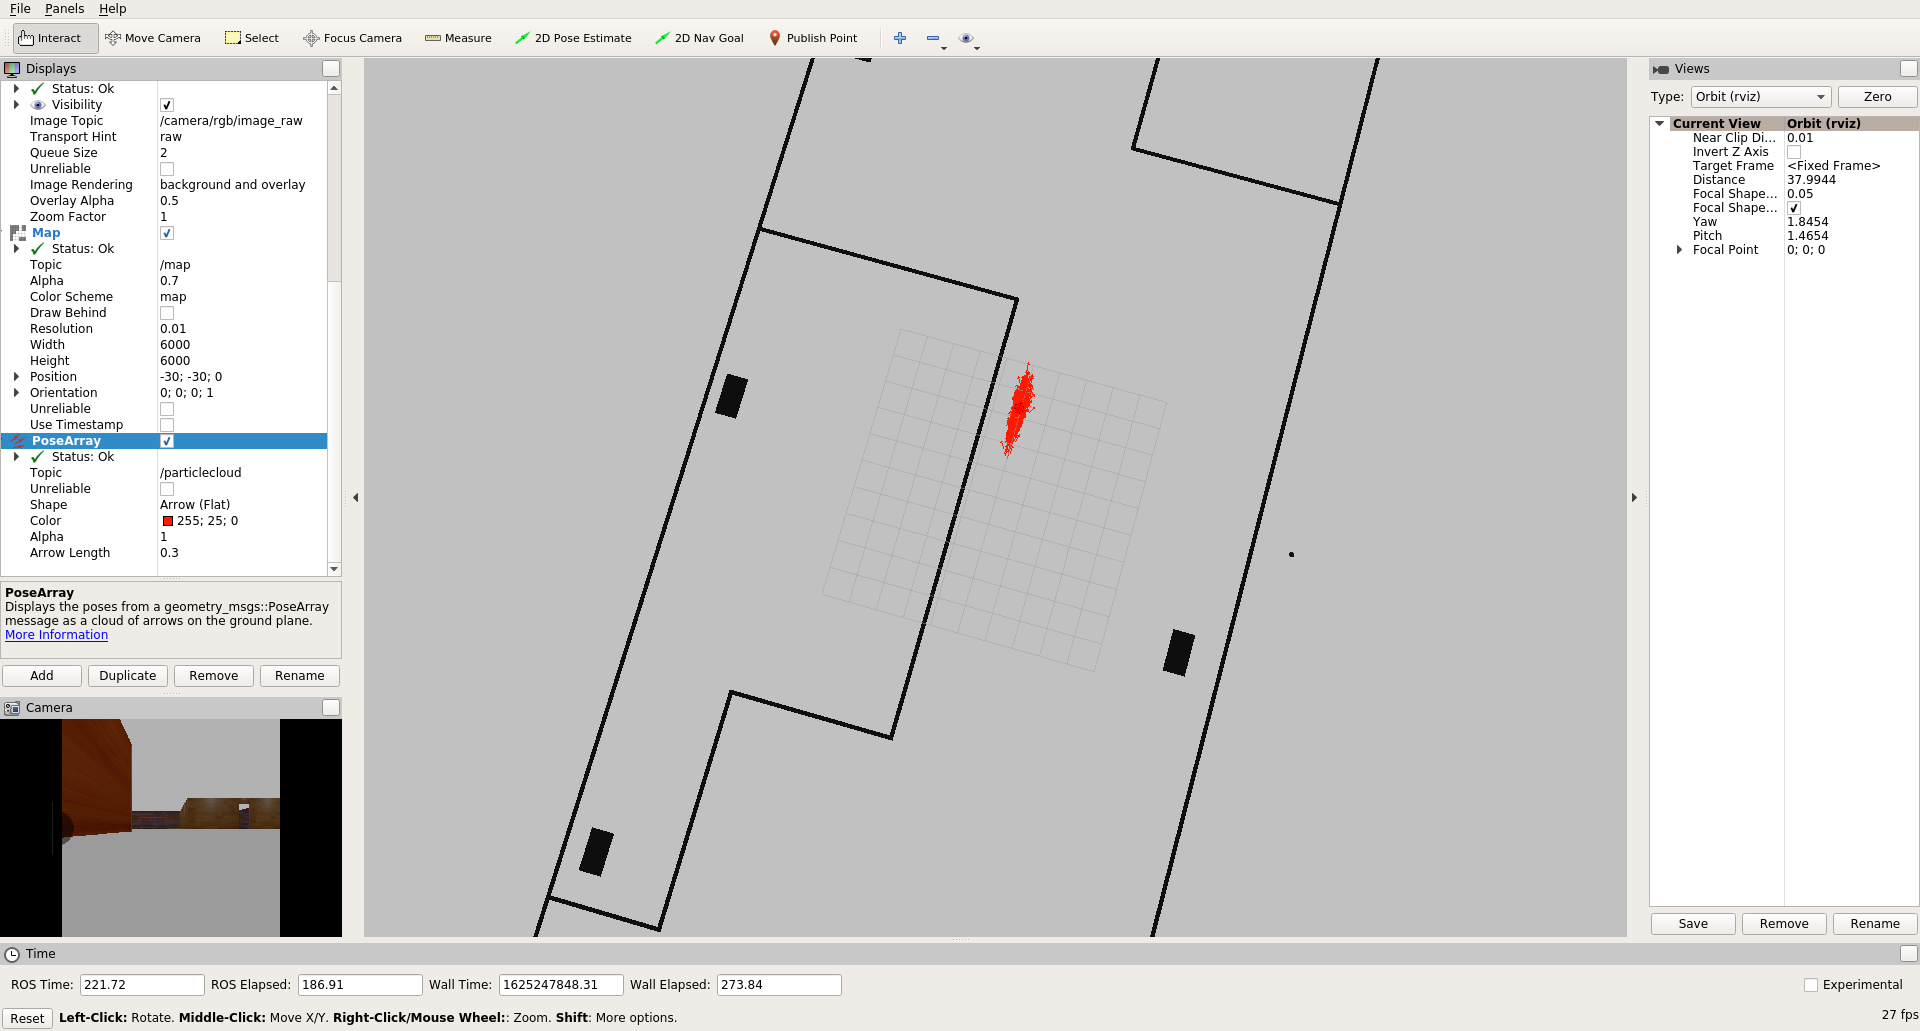 File Panels Help
Interact Move Camera Select Focus Camera Measure 2D Pose Estimate 2D Nav Goal Publish Point
Displays
Status: Ok
Visibility
Image Topic /camera/rgb/image_raw
Transport Hint raw
Queue Size 2
Unreliable
Image Rendering background and overlay
Overlay Alpha 0.5
Zoom Factor 1
Map
Status: Ok
Topic /map
Alpha 0.7
Color Scheme map
Draw Behind
Resolution 0.01
Width 6000
Height 6000
Position -30; -30; 0
Orientation 0; 0; 0; 1
Unreliable
Use Timestamp
PoseArray
Status: Ok
Topic /particlecloud
Unreliable
Shape Arrow (Flat)
Color 255; 25; 0
Alpha 1
Arrow Length 0.3
PoseArray
Displays the poses from a geometry_msgs::PoseArray
message as a cloud of arrows on the ground plane.
More Information
Add Duplicate Remove Rename
Camera
Views
Type: Orbit (rviz) Zero
Current View Orbit (rviz)
Near Clip Di... 0.01
Invert Z Axis
Target Frame <Fixed Frame>
Distance 37.9944
Focal Shape... 0.05
Focal Shape...
Yaw 1.8454
Pitch 1.4654
Focal Point 0; 0; 0
Save Remove Rename
Time
ROS Time: 221.72 ROS Elapsed: 186.91 Wall Time: 1625247848.31 Wall Elapsed: 273.84 Experimental
Reset Left-Click: Rotate. Middle-Click: Move X/Y. Right-Click/Mouse Wheel:: Zoom. Shift: More options. 27 fps